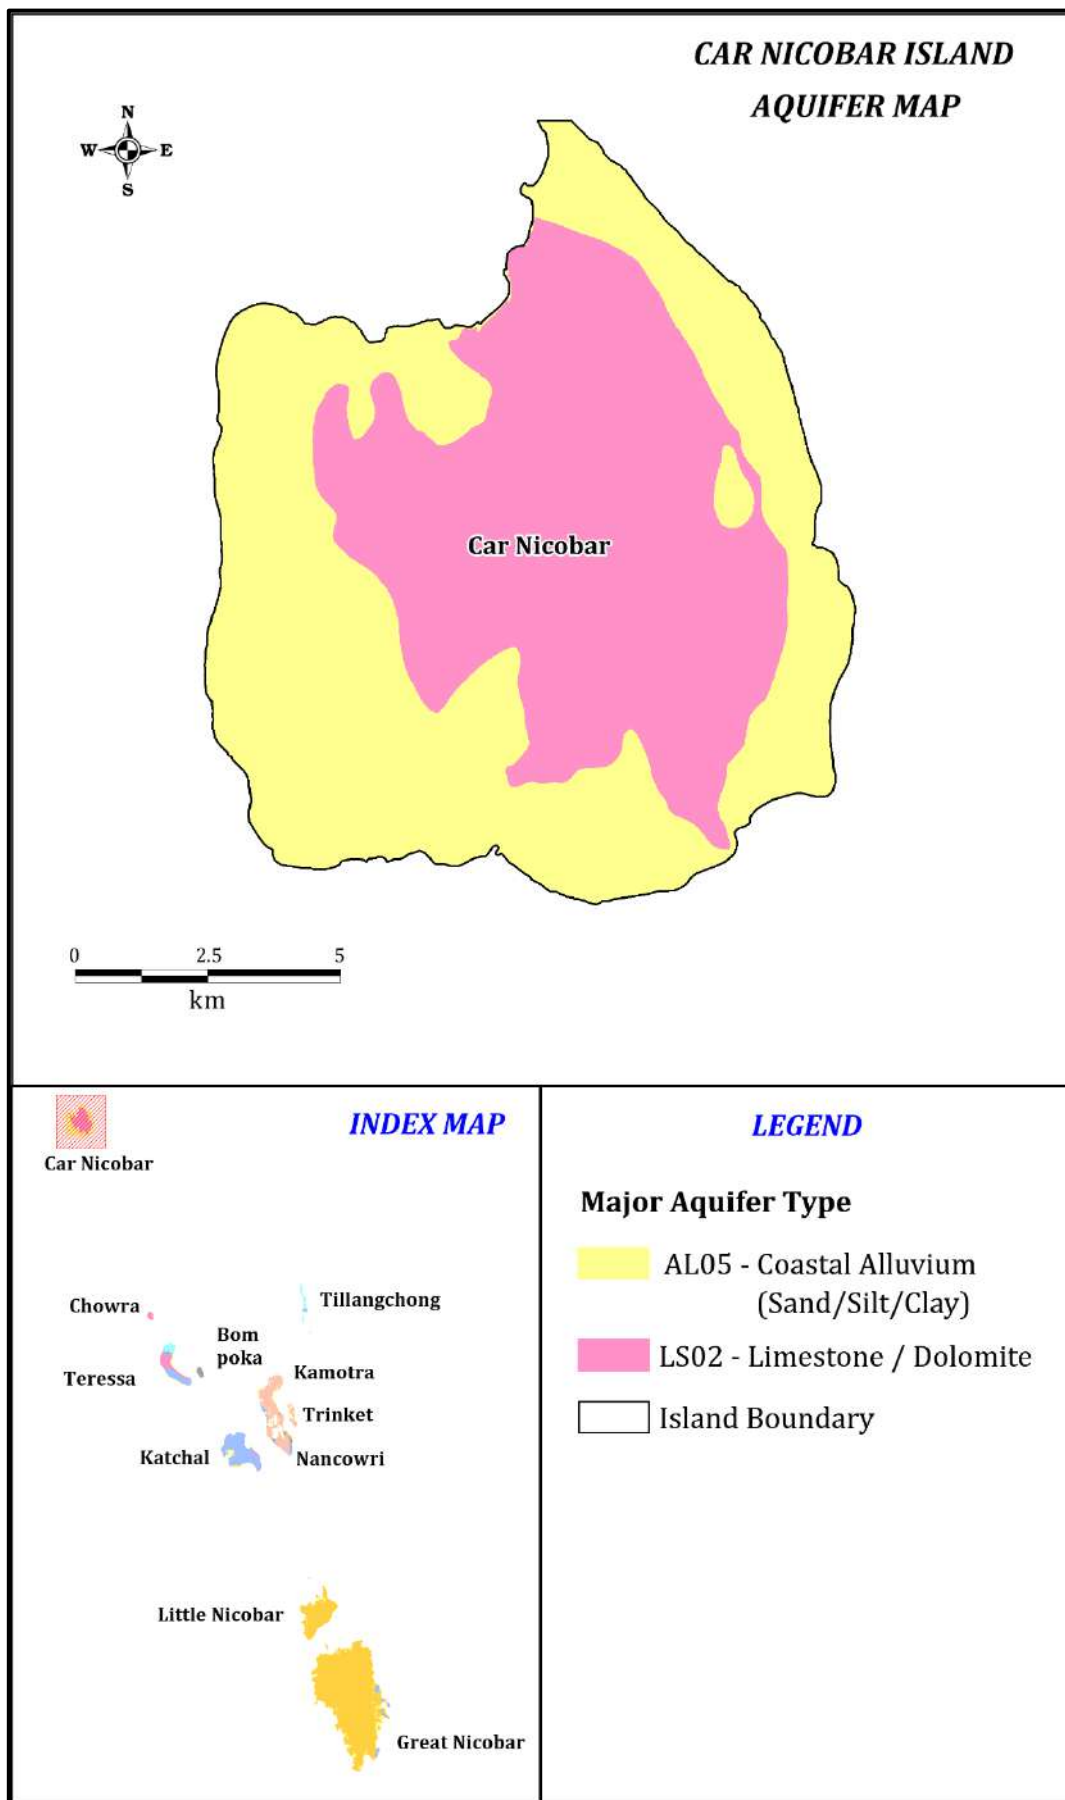 CAR NICOBAR ISLAND
AQUIFER MAP
N
W E
S
Car Nicobar
0 2.5 5
km
INDEX MAP
Car Nicobar
Chowra
Tillangchong
Bom
poka
Teressa
Kamotra
Trinket
Katchal
Nancowri
Little Nicobar
Great Nicobar
LEGEND
Major Aquifer Type
AL05 - Coastal Alluvium
(Sand/Silt/Clay)
LS02 - Limestone / Dolomite
Island Boundary